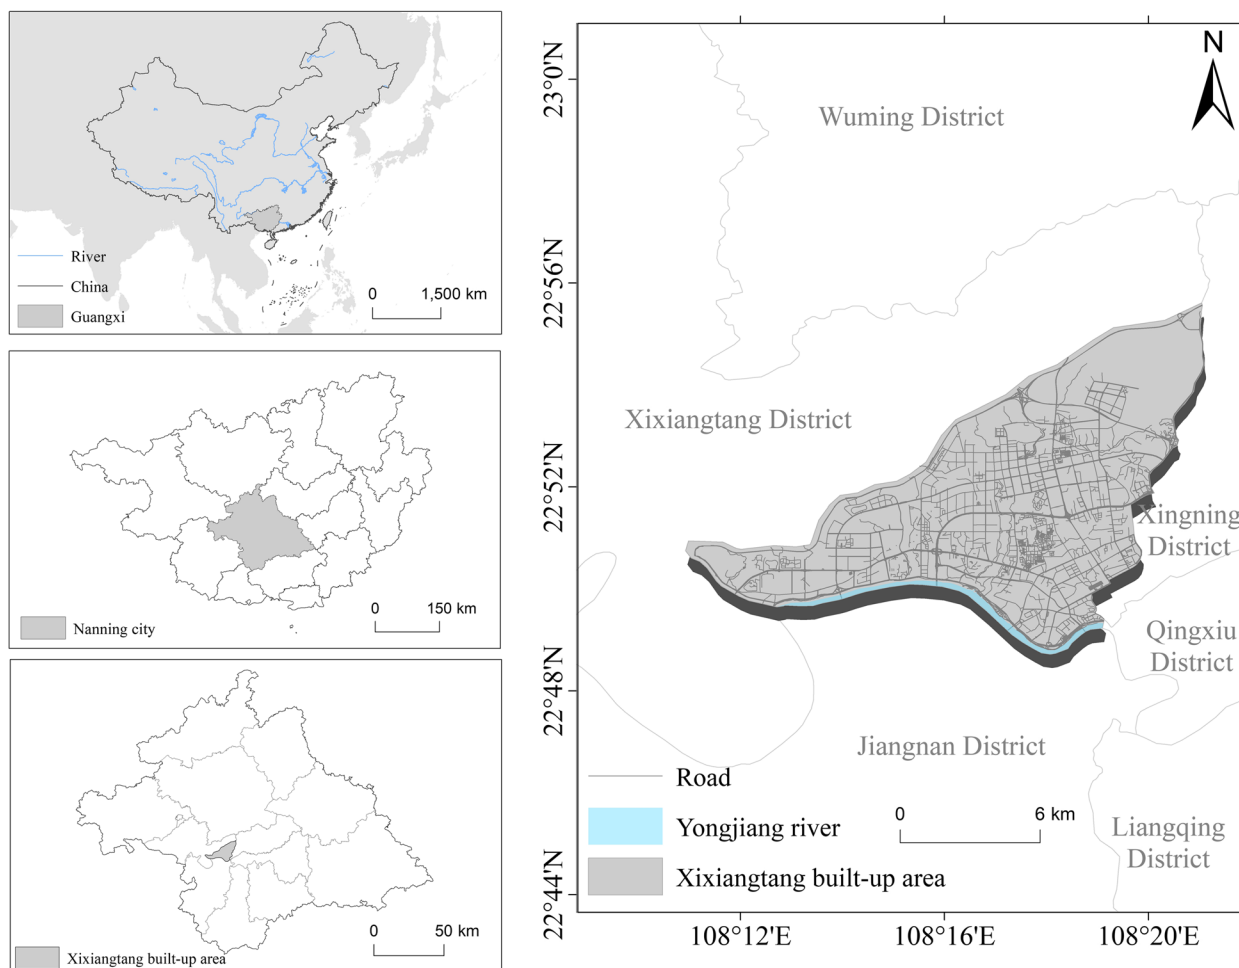 River
China
Guangxi
0 1,500 km
Nanning city
0 150 km
Xixiangtang built-up area
0 50 km
N
23°0'N
22°56'N
22°52'N
22°48'N
22°44'N
Wuming District
Xixiangtang District
Xingning
District
Qingxiu
District
Jiangnan District
Liangqing
District
Road
Yongjiang river
Xixiangtang built-up area
0 6 km
108°12'E 108°16'E 108°20'E